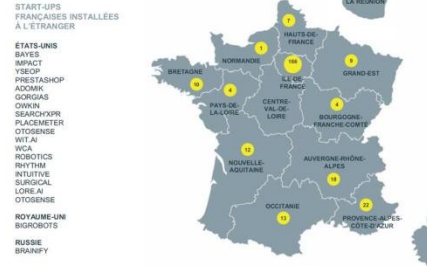 START-UPS
FRANÇAISES INSTALLÉES
À L'ÉTRANGER
ÉTATS-UNIS
BAYES
IMPACT
YSEOP
PRESTASHOP
ADOMIK
GORGIAS
OWKIN
SEARCH'XPR
PLACEMETER
OTOSENSE
WIT.AI
WCA
ROBOTICS
RHYTHM
INTUITIVE
SURGICAL
LORE.AI
OTOSENSE
ROYAUME-UNI
BIGROBOTS
RUSSIE
BRAINIFY
LA RÉUNION
7
HAUTS-DE-
FRANCE
1
NORMANDIE
9
GRAND-EST
ÎLE DE
FRANCE
BRETAGNE
10
4
PAYS-DE-
LA-LOIRE
CENTRE-
VAL-DE-
LOIRE
4
BOURGOGNE-
FRANCHE-COMTÉ
12
NOUVELLE-
AQUITAINE
AUVERGNE-RHÔNE-
ALPES
OCCITANIE
13
22
PROVENCE-ALPES-
CÔTE-D'AZUR